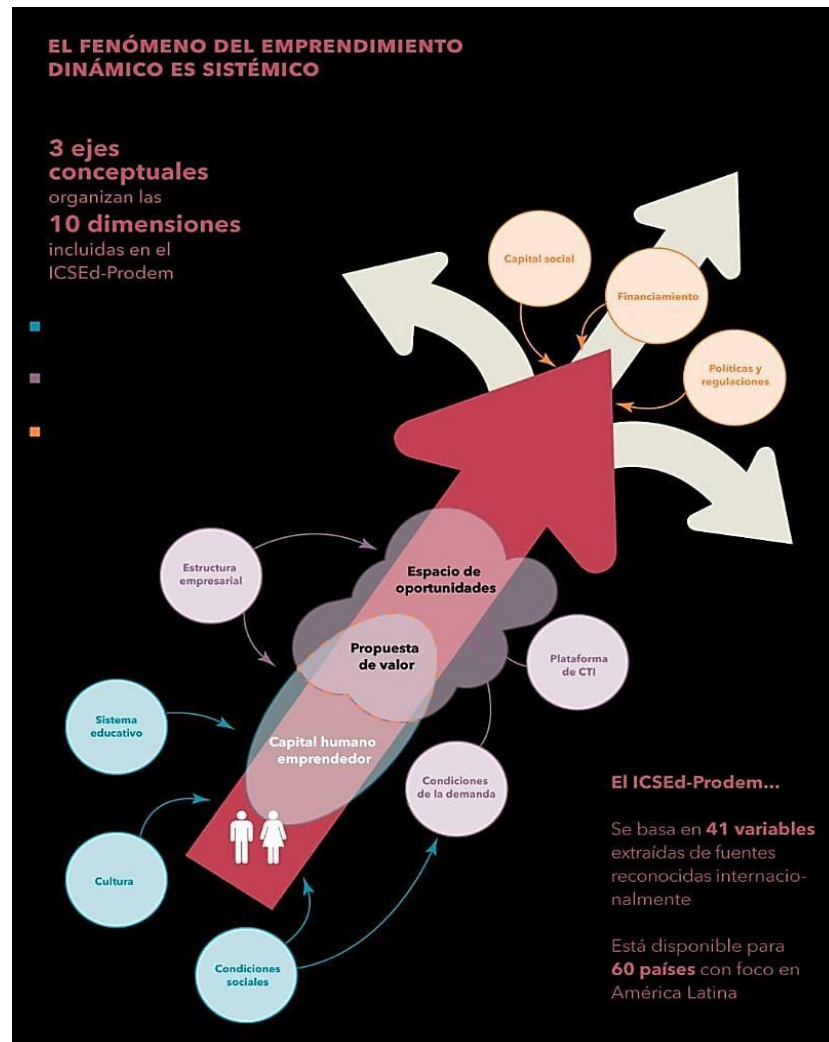 EL FENÓMENO DEL EMPRENDIMIENTO
DINÁMICO ES SISTÉMICO
3 ejes
conceptuales
organizan las
10 dimensiones
incluidas en el
ICSEd-Prodem
Capital social
Financiamiento
Políticas y
regulaciones
Estructura
empresarial
Espacio de
oportunidades
Propuesta
de valor
Plataforma
de CTI
Sistema
educativo
Capital humano
emprendedor
Condiciones
de la demanda
Cultura
Condiciones
sociales
El ICSEd-Prodem...
Se basa en 41 variables
extraídas de fuentes
reconocidas internacio-
nalmente
Está disponible para
60 países con foco en
América Latina